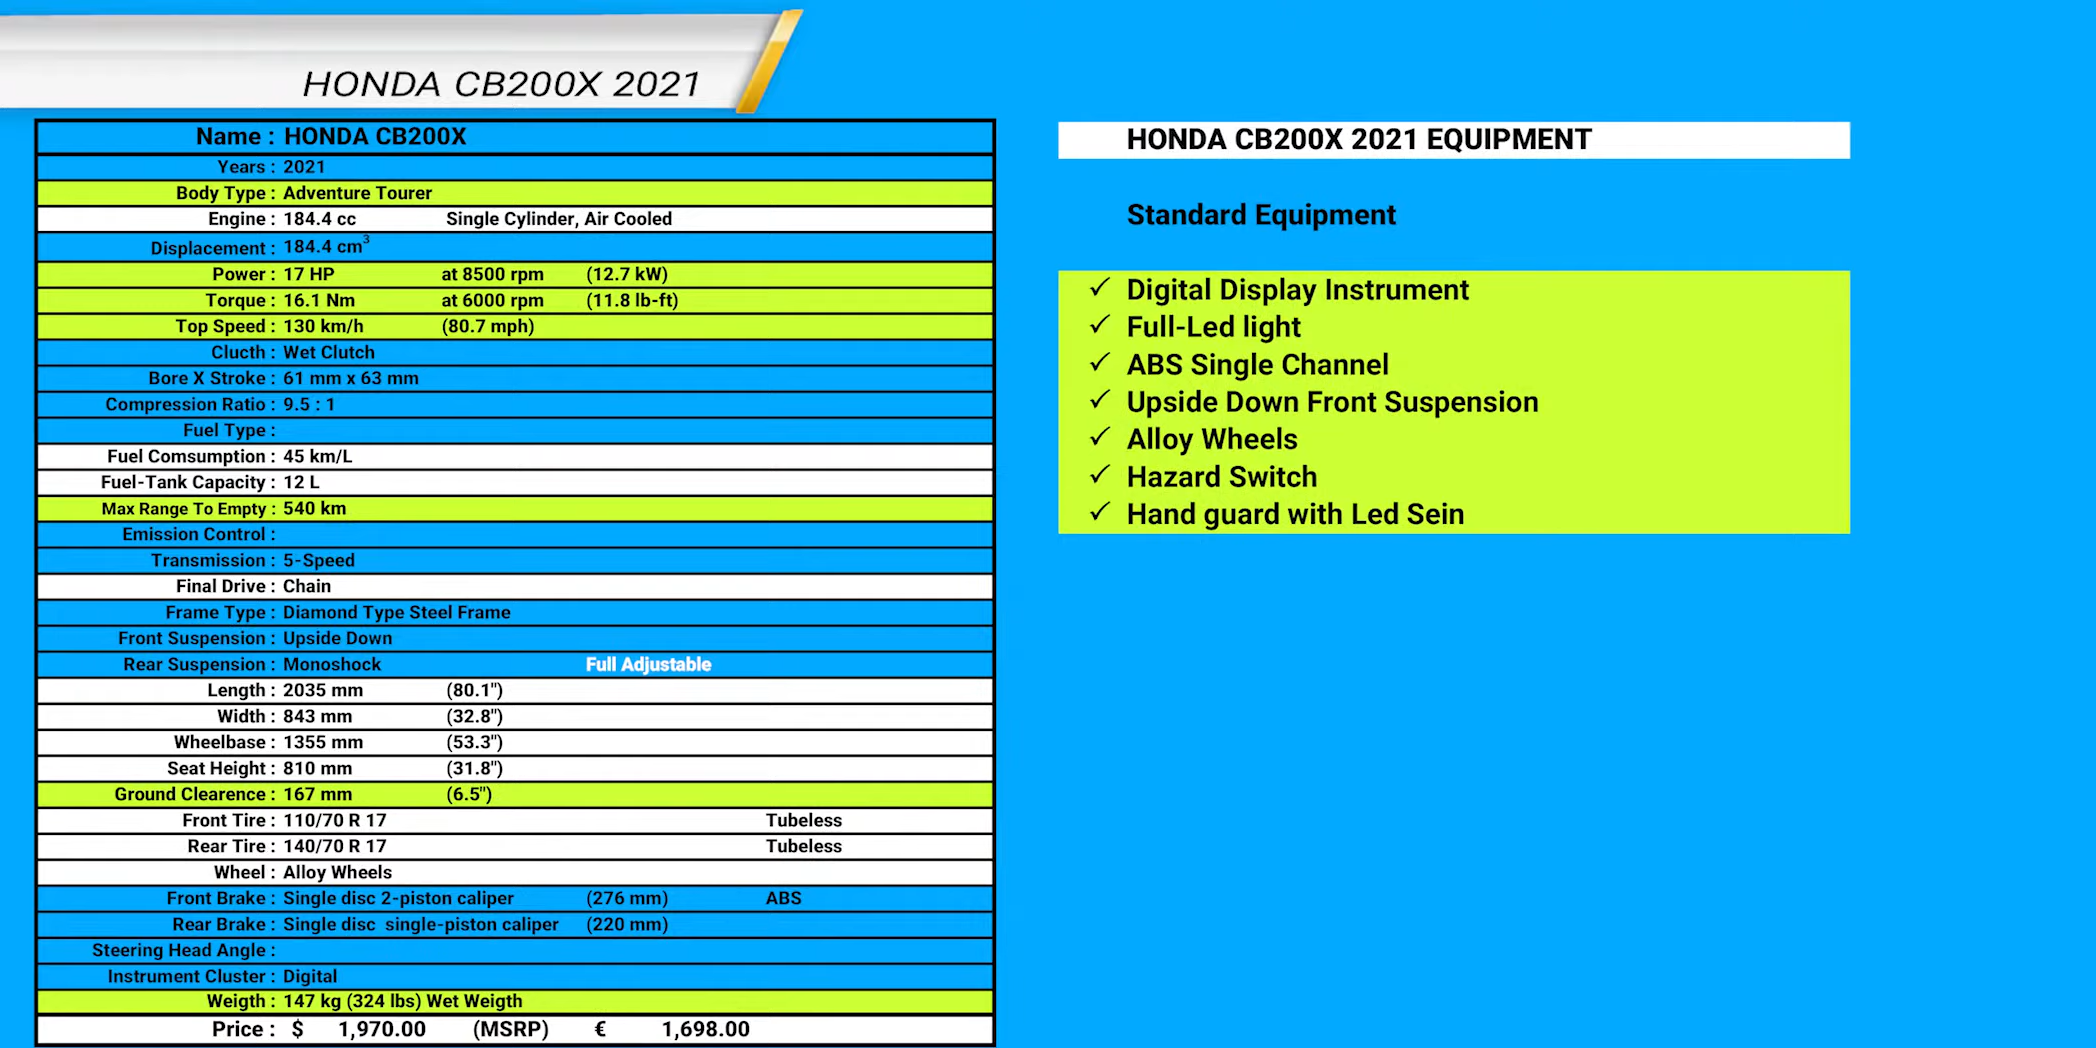 HONDA CB200X 2021
Name : HONDA CB200X
Years : 2021
Body Type : Adventure Tourer
Engine : 184.4 cc Single Cylinder, Air Cooled
Displacement : 184.4 cm³
Power : 17 HP at 8500 rpm (12.7 kW)
Torque : 16.1 Nm at 6000 rpm (11.8 lb-ft)
Top Speed : 130 km/h (80.7 mph)
Clucth : Wet Clutch
Bore X Stroke : 61 mm x 63 mm
Compression Ratio : 9.5 : 1
Fuel Type :
Fuel Comsumption : 45 km/L
Fuel-Tank Capacity : 12 L
Max Range To Empty : 540 km
Emission Control :
Transmission : 5-Speed
Final Drive : Chain
Frame Type : Diamond Type Steel Frame
Front Suspension : Upside Down
Rear Suspension : Monoshock Full Adjustable
Length : 2035 mm (80.1")
Width : 843 mm (32.8")
Wheelbase : 1355 mm (53.3")
Seat Height : 810 mm (31.8")
Ground Clearence : 167 mm (6.5")
Front Tire : 110/70 R 17 Tubeless
Rear Tire : 140/70 R 17 Tubeless
Wheel : Alloy Wheels
Front Brake : Single disc 2-piston caliper (276 mm) ABS
Rear Brake : Single disc single-piston caliper (220 mm)
Steering Head Angle :
Instrument Cluster : Digital
Weigth : 147 kg (324 lbs) Wet Weigth
Price : $ 1,970.00 (MSRP) € 1,698.00
HONDA CB200X 2021 EQUIPMENT
Standard Equipment
✓ Digital Display Instrument
✓ Full-Led light
✓ ABS Single Channel
✓ Upside Down Front Suspension
✓ Alloy Wheels
✓ Hazard Switch
✓ Hand guard with Led Sein